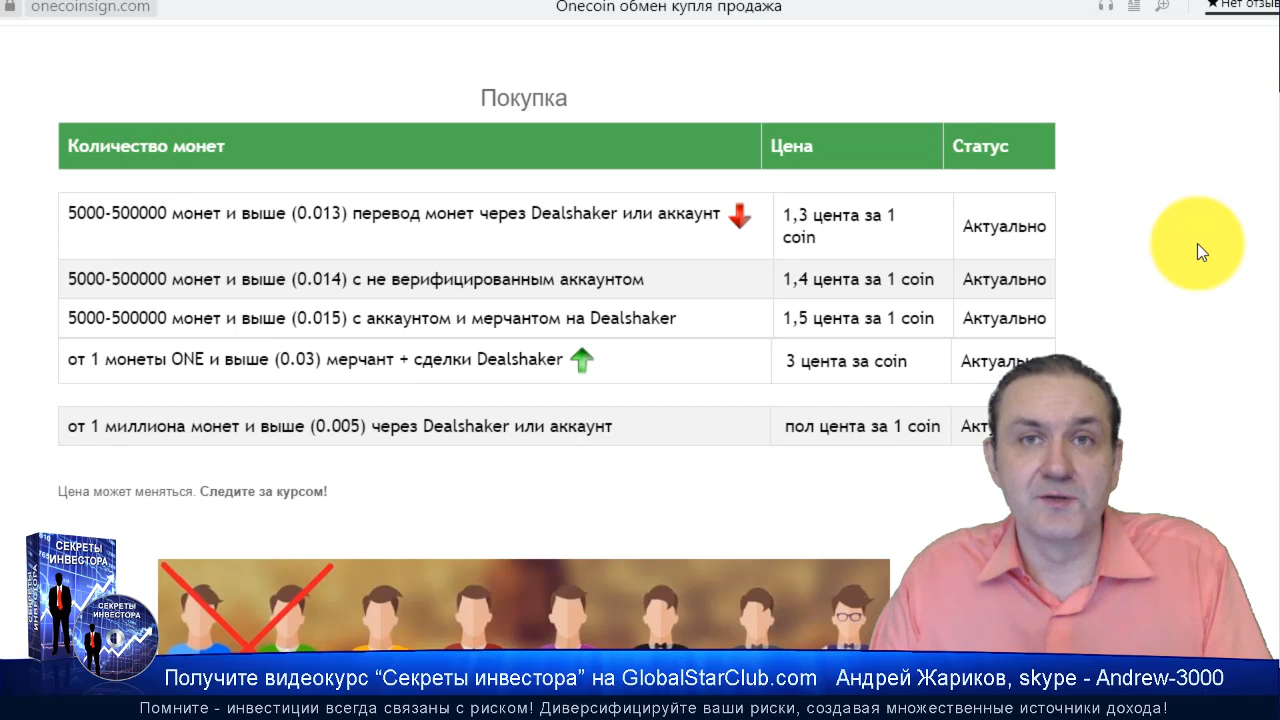 onecoinsign.com
Onecoin обмен купля продажа
★ Нет отзыв
Покупка
Количество монет Цена Статус
5000-500000 монет и выше (0.013) перевод монет через Dealshaker или аккаунт 1,3 цента за 1
coin
Актуально
5000-500000 монет и выше (0.014) с не верифицированным аккаунтом 1,4 цента за 1 coin Актуально
5000-500000 монет и выше (0.015) с аккаунтом и мерчантом на Dealshaker 1,5 цента за 1 coin Актуально
от 1 монеты ONE и выше (0.03) мерчант + сделки Dealshaker 3 цента за coin Актуаль
от 1 миллиона монет и выше (0.005) через Dealshaker или аккаунт пол цента за 1 coin Акту
Цена может меняться. Следите за курсом!
СЕКРЕТЫ
ИНВЕСТОРА
СЕКРЕТЫ
ИНВЕСТОРА
Получите видеокурс “Секреты инвестора” на GlobalStarClub.com Андрей Жариков, skype - Andrew-3000
Помните - инвестиции всегда связаны с риском! Диверсифицируйте ваши риски, создавая множественные источники дохода!